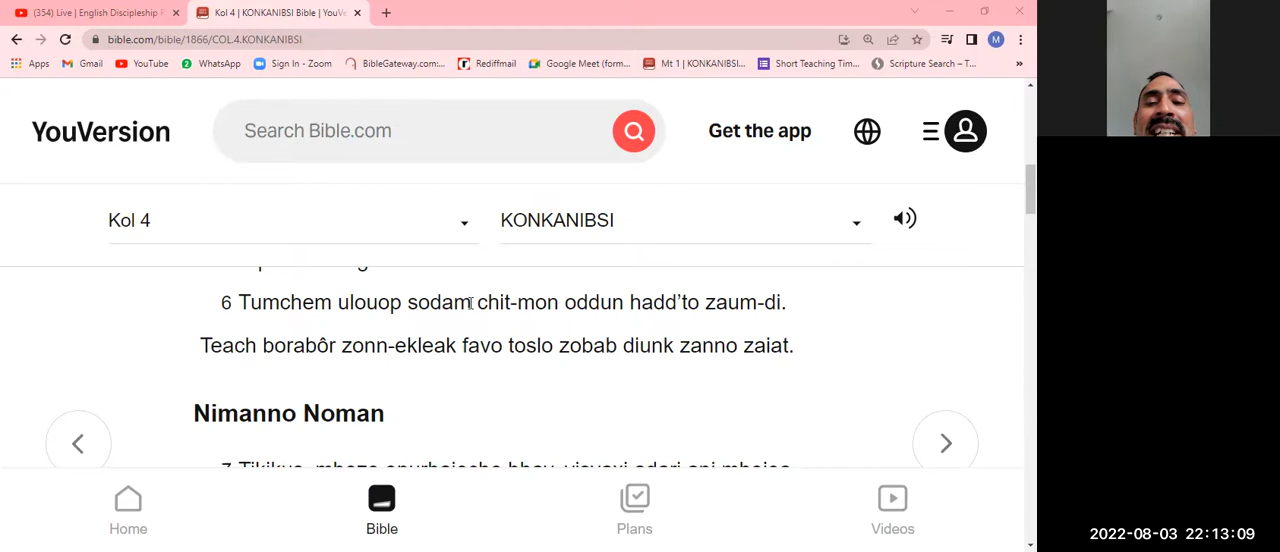 (354) Live | English Discipleship
Kol 4 | KONKANIBSI Bible | YouVe
bible.com/bible/1866/COL.4.KONKANIBSI
M
Apps Gmail YouTube 2 WhatsApp Sign In - Zoom BibleGateway.com:... Rediffmail Google Meet (form... Mt 1 | KONKANIBSI... Short Teaching Tim... Scripture Search – T...
YouVersion Search Bible.com Get the app
Kol 4 KONKANIBSI
6 Tumchem ulouop sodam chit-mon oddun hadd’to zaum-di.
Teach borabôr zonn-ekleak favo toslo zobab diunk zanno zaiat.
Nimanno Noman
Home Bible Plans Videos
2022-08-03 22:13:09